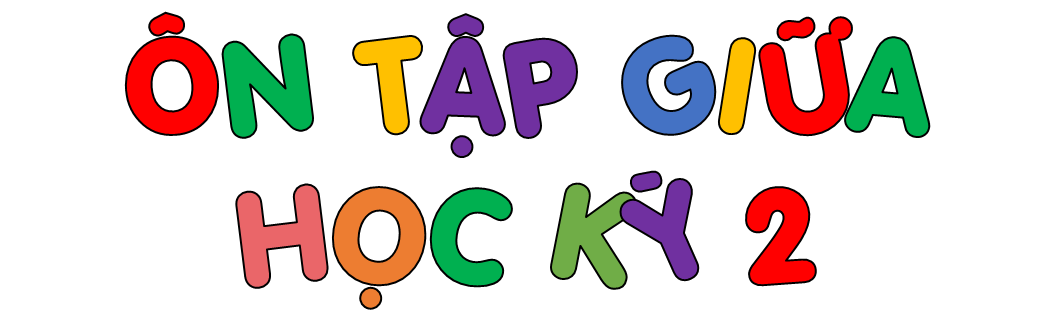 ÔN TẬP GIỮA
HỌC KỲ 2